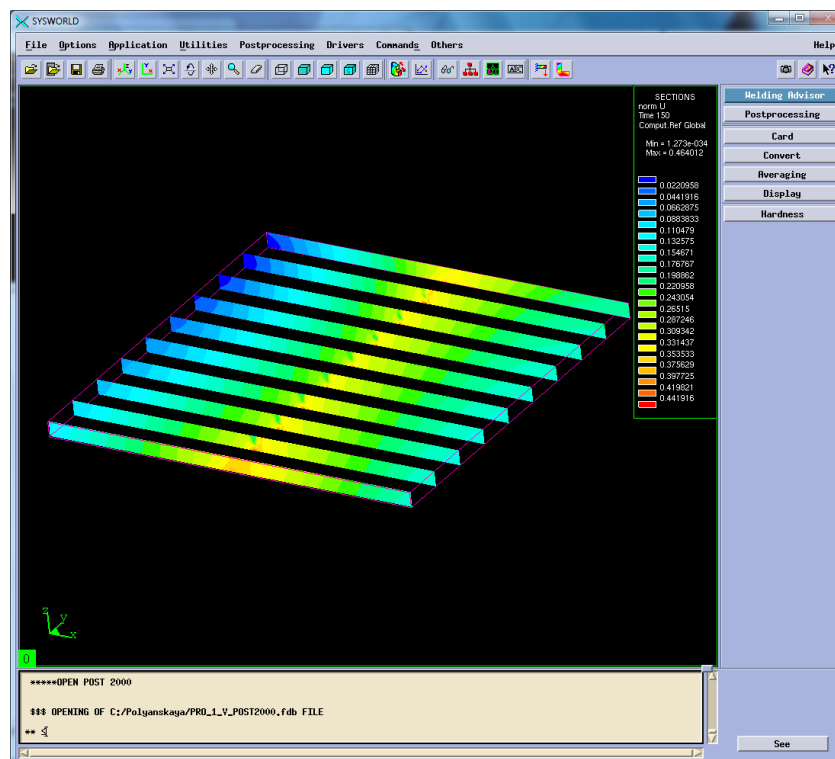 SYSWORLD
File Options Application Utilities Postprocessing Drivers Commands Others Help
ABC
Welding Advisor
Postprocessing
Card
Convert
Averaging
Display
Hardness
SECTIONS
norm U
Time 150
Comput.Ref Global
Min = 1.273e-034
Max = 0.464012
0.0220958
0.0441916
0.0662875
0.0883833
0.110479
0.132575
0.154671
0.176767
0.198862
0.220958
0.243054
0.26515
0.287246
0.309342
0.331437
0.353533
0.375629
0.397725
0.419821
0.441916
z
y
x
0
*****OPEN POST 2000
$$$ OPENING OF C:/Polyanskaya/PRO_1_V_POST2000.fdb FILE
**
See